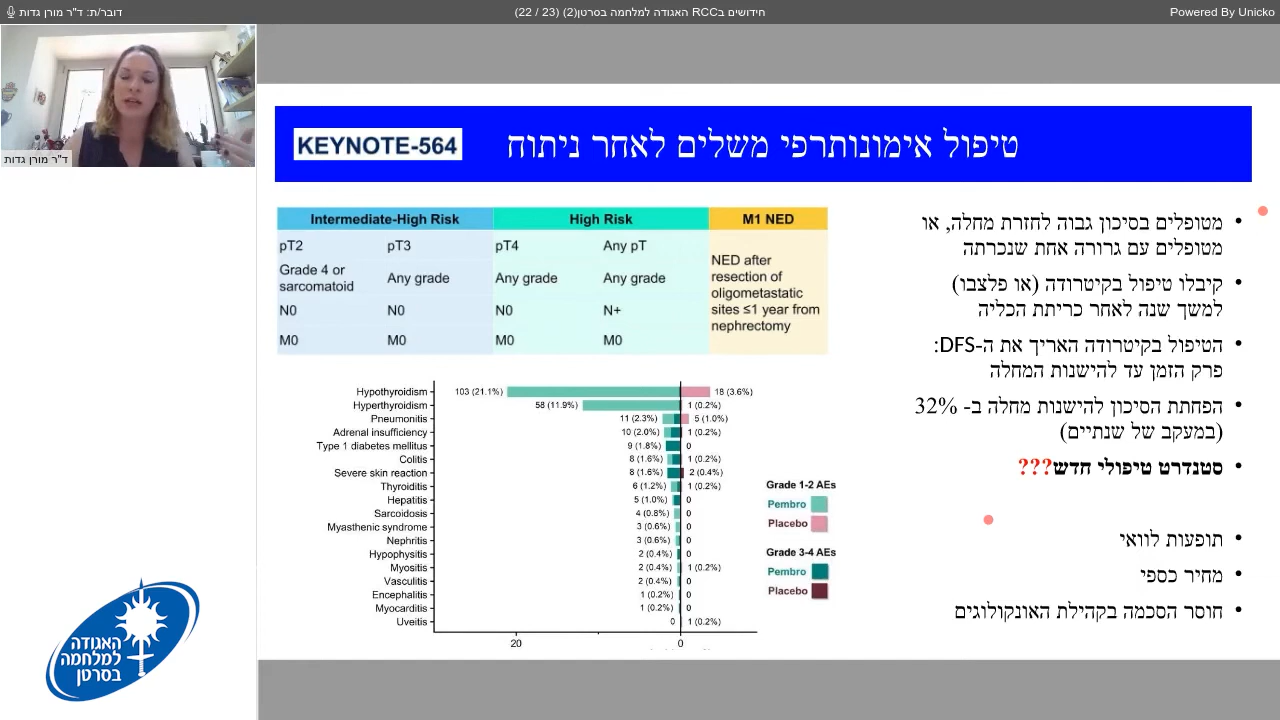 דובר/ת: ד"ר מורן גדות
חידושים בRCC האגודה למלחמה בסרטן(2) (23 / 22)
Powered By Unicko
ד"ר מורן גדות
KEYNOTE-564
טיפול אימונותרפי משלים לאחר ניתוח
Intermediate-High Risk
High Risk
M1 NED
pT2
pT3
pT4
Any pT
Grade 4 or
sarcomatoid
Any grade
Any grade
Any grade
N0
N0
N0
N+
M0
M0
M0
M0
NED after
resection of
oligometastatic
sites ≤1 year from
nephrectomy
• מטופלים בסיכון גבוה לחזרת מחלה, או
מטופלים עם גרורה אחת שנכרתה
• קיבלו טיפול בקיטרודה (או פלצבו)
למשך שנה לאחר כריתת הכליה
• הטיפול בקיטרודה האריך את ה-DFS:
פרק הזמן עד להישנות המחלה
• הפחתת הסיכון להישנות מחלה ב- 32%
(במעקב של שנתיים)
• סטנדרט טיפולי חדש???
• תופעות לוואי
• מחיר כספי
• חוסר הסכמה בקהילת האונקולוגים
Hypothyroidism 103 (21.1%) 18 (3.6%)
Hyperthyroidism 58 (11.9%) 1 (0.2%)
Pneumonitis 11 (2.3%) 5 (1.0%)
Adrenal insufficiency 10 (2.0%) 1 (0.2%)
Type 1 diabetes mellitus 9 (1.8%) 0
Colitis 8 (1.6%) 1 (0.2%)
Severe skin reaction 8 (1.6%) 2 (0.4%)
Thyroiditis 6 (1.2%) 1 (0.2%)
Hepatitis 5 (1.0%) 0
Sarcoidosis 4 (0.8%) 0
Myasthenic syndrome 3 (0.6%) 0
Nephritis 3 (0.6%) 0
Hypophysitis 2 (0.4%) 0
Myositis 2 (0.4%) 1 (0.2%)
Vasculitis 2 (0.4%) 0
Encephalitis 1 (0.2%) 0
Myocarditis 1 (0.2%) 0
Uveitis 0 1 (0.2%)
20 0
Grade 1-2 AEs
Pembro
Placebo
Grade 3-4 AEs
Pembro
Placebo
האגודה
למלחמה
בסרטן